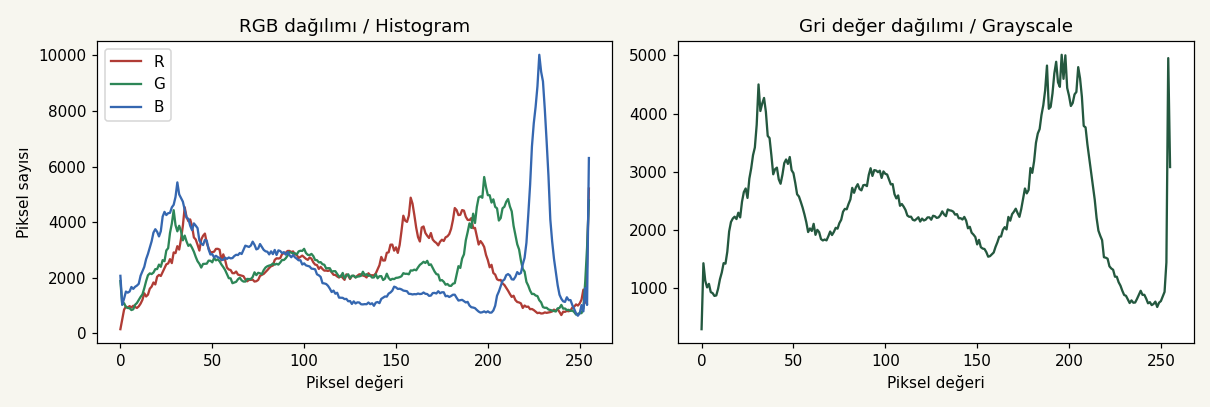 RGB dağılımı / Histogram
Piksel sayısı
10000
8000
6000
4000
2000
0
R
G
B
0
50
100
150
200
250
Piksel değeri
Gri değer dağılımı / Grayscale
5000
4000
3000
2000
1000
0
50
100
150
200
250
Piksel değeri